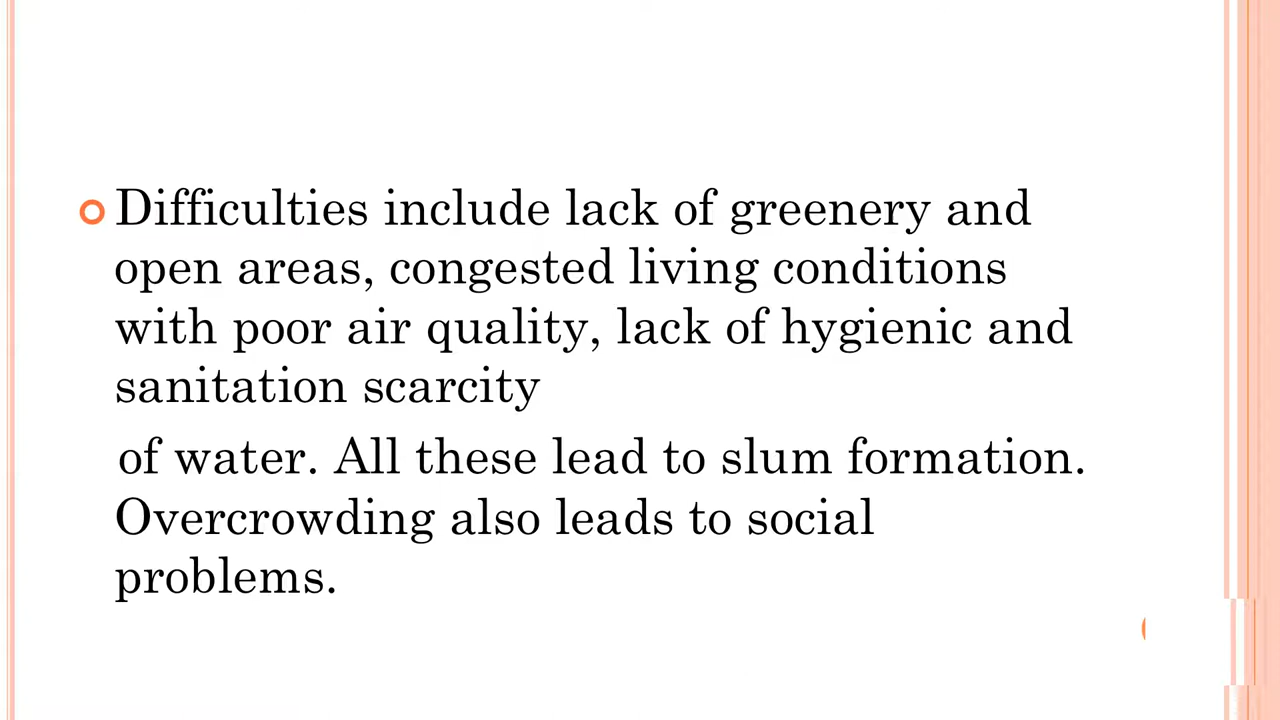 Difficulties include lack of greenery and
open areas, congested living conditions
with poor air quality, lack of hygienic and
sanitation scarcity
of water. All these lead to slum formation.
Overcrowding also leads to social
problems.